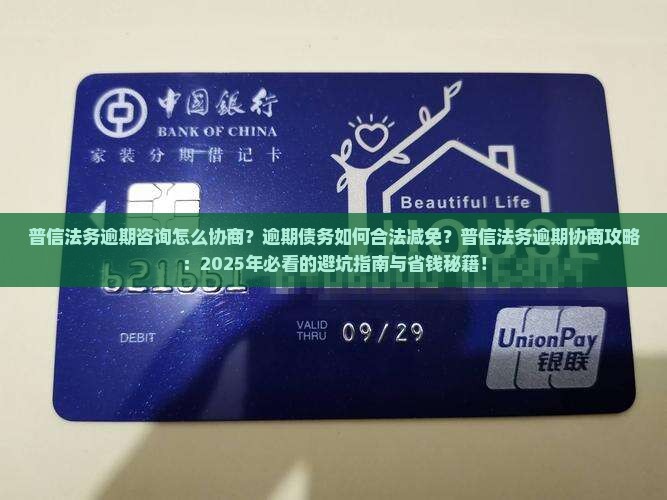 中国银行
BANK OF CHINA
家装分期借记卡
Beautiful Life
普信法务逾期咨询怎么协商？逾期债务如何合法减免？普信法务逾期协商攻略
：2025年必看的避坑指南与省钱秘籍！
DEBIT
VALID
THRU
09/29
UnionPay
银联